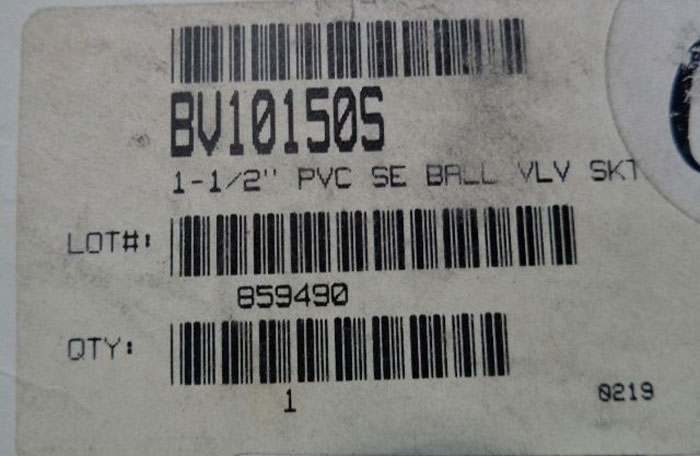 BV10150S
1-1/2" PVC SE BALL VLV SKT
LOT#:
859490
QTY:
1
0219